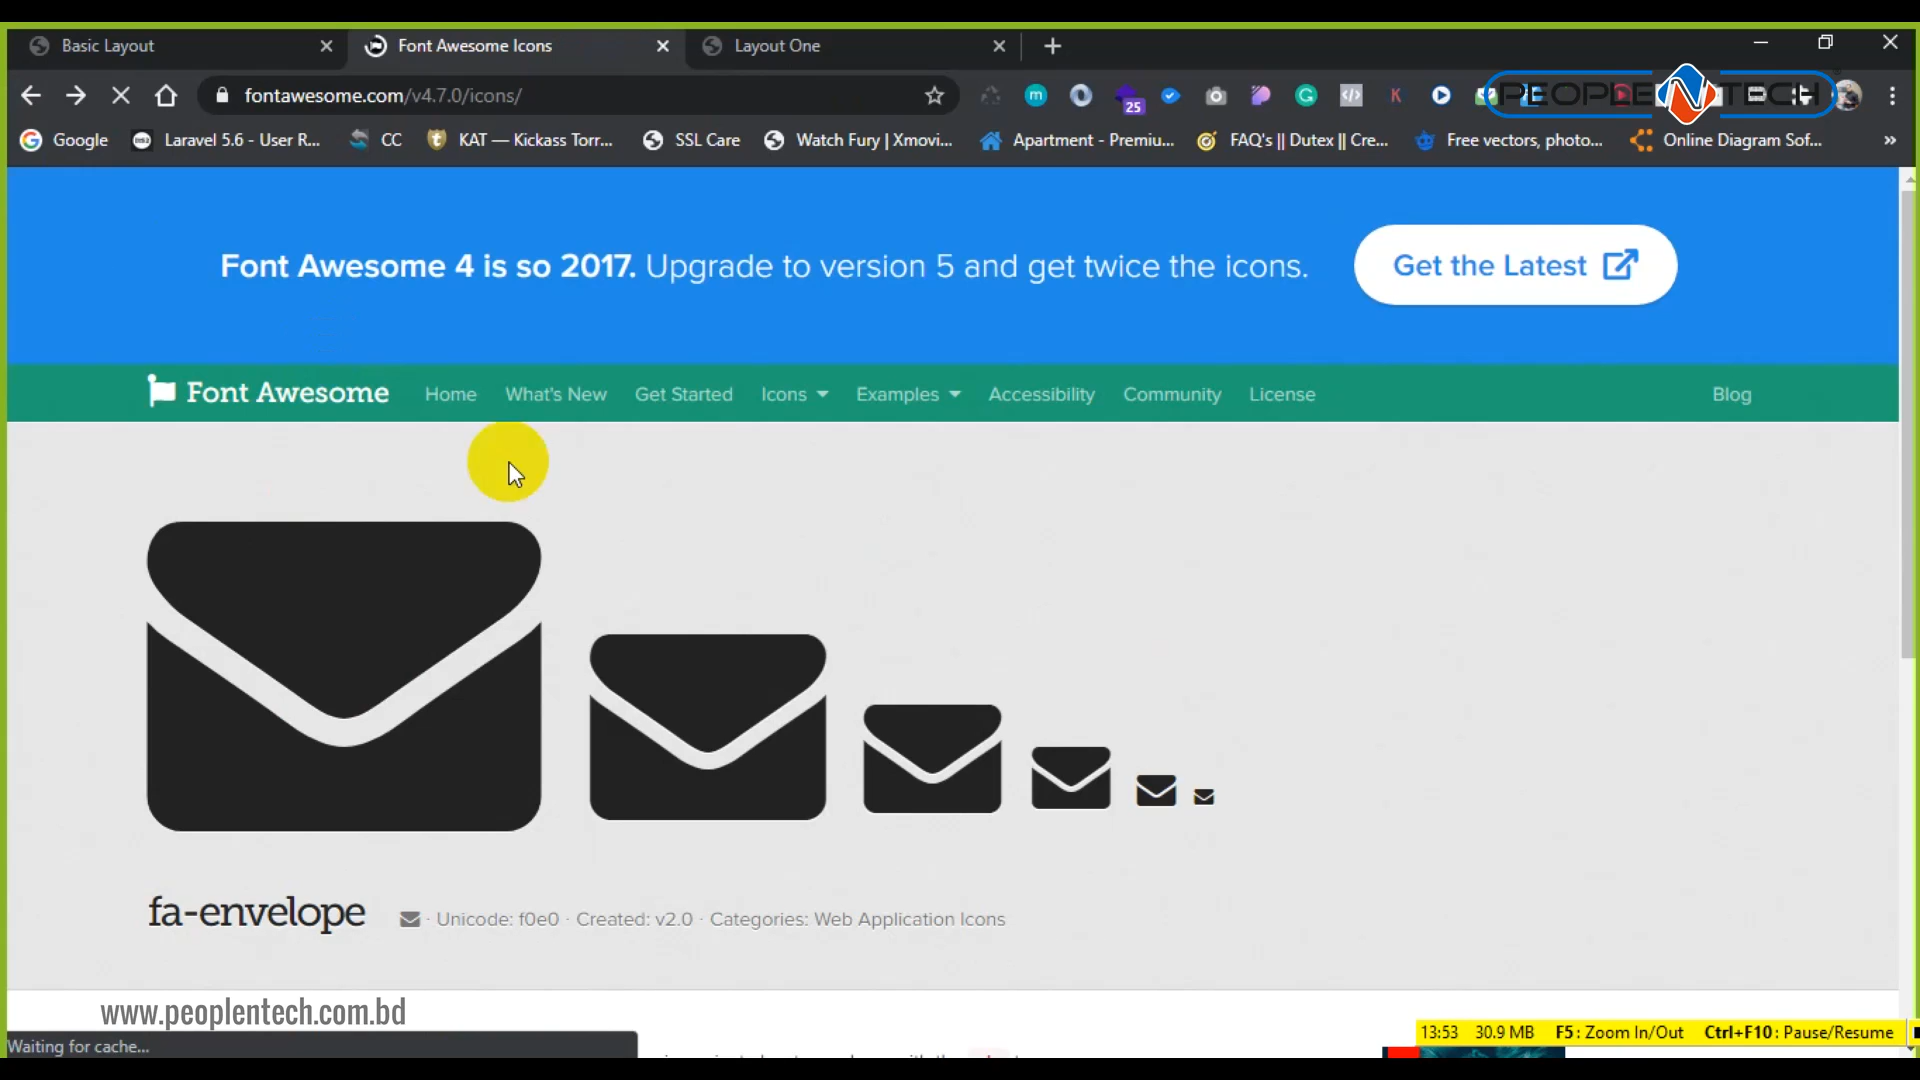 Basic Layout
Font Awesome Icons
Layout One
fontawesome.com/v4.7.0/icons/
25
PEOPLE N TECH
Google
Laravel 5.6 - User R...
CC
KAT — Kickass Torr...
SSL Care
Watch Fury | Xmovi...
Apartment - Premiu...
FAQ's || Dutex || Cre...
Free vectors, photo...
Online Diagram Sof...
»
Font Awesome 4 is so 2017. Upgrade to version 5 and get twice the icons.
Get the Latest
Font Awesome
Home
What's New
Get Started
Icons
Examples
Accessibility
Community
License
Blog
fa-envelope
· Unicode: f0e0 · Created: v2.0 · Categories: Web Application Icons
www.peoplentech.com.bd
Waiting for cache...
13:53 30.9 MB F5: Zoom In/Out Ctrl+F10: Pause/Resume